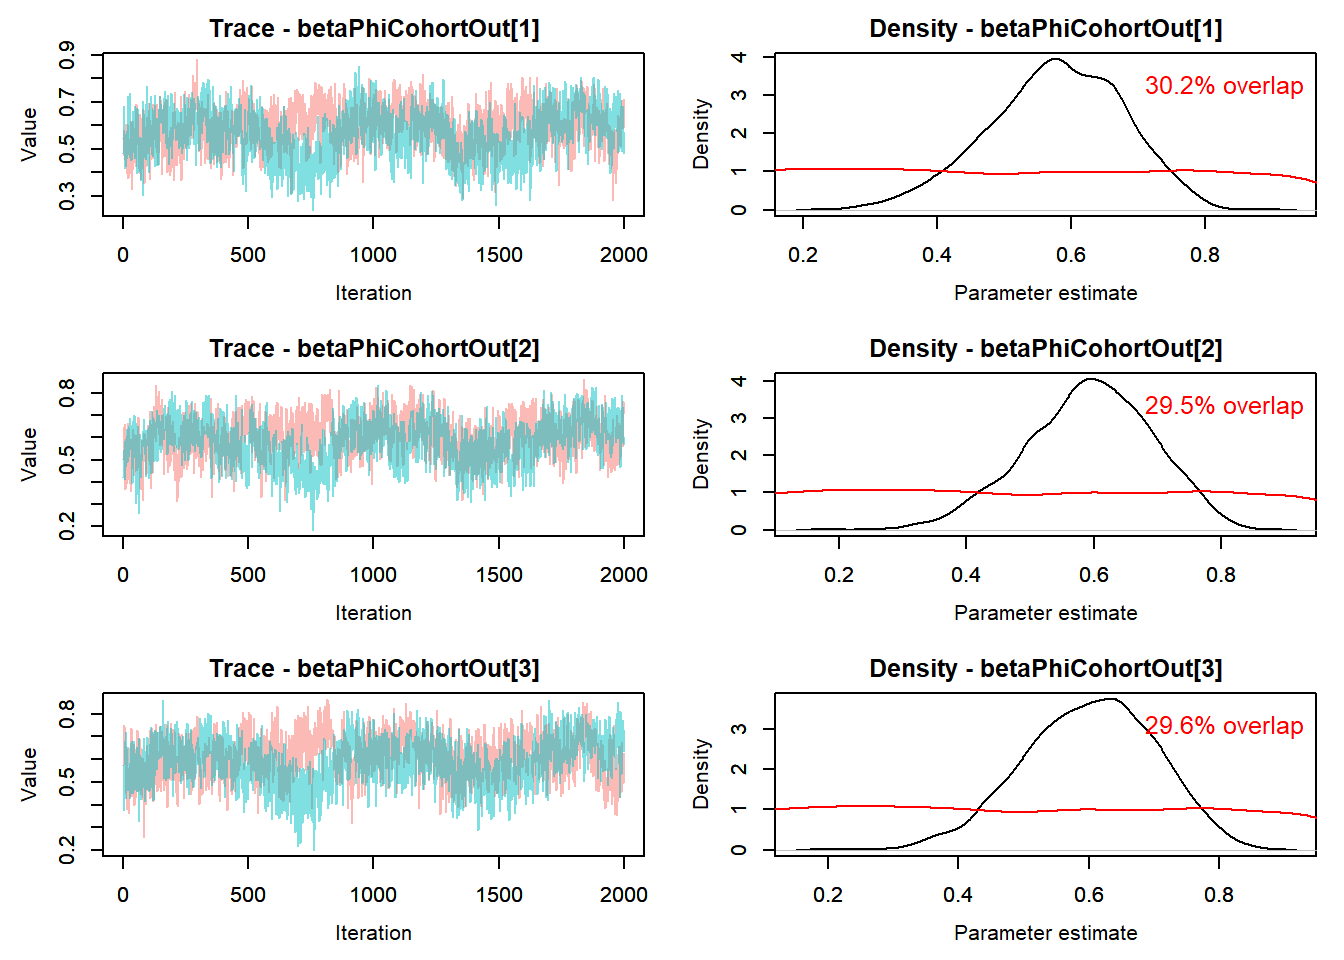 Trace - betaPhiCohortOut[1]
Value
0.3 0.5 0.7 0.9
0 500 1000 1500 2000
Iteration
Density - betaPhiCohortOut[1]
30.2% overlap
Density
0 1 2 3 4
0.2 0.4 0.6 0.8
Parameter estimate
Trace - betaPhiCohortOut[2]
Value
0.2 0.5 0.8
0 500 1000 1500 2000
Iteration
Density - betaPhiCohortOut[2]
29.5% overlap
Density
0 1 2 3 4
0.2 0.4 0.6 0.8
Parameter estimate
Trace - betaPhiCohortOut[3]
Value
0.2 0.5 0.8
0 500 1000 1500 2000
Iteration
Density - betaPhiCohortOut[3]
29.6% overlap
Density
0 1 2 3
0.2 0.4 0.6 0.8
Parameter estimate